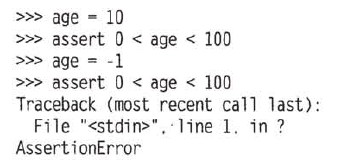 >>> age = 10
>>> assert 0 < age < 100
>>> age = -1
>>> assert 0 < age < 100
Traceback (most recent call last):
  File "<stdin>", line 1, in ?
AssertionError